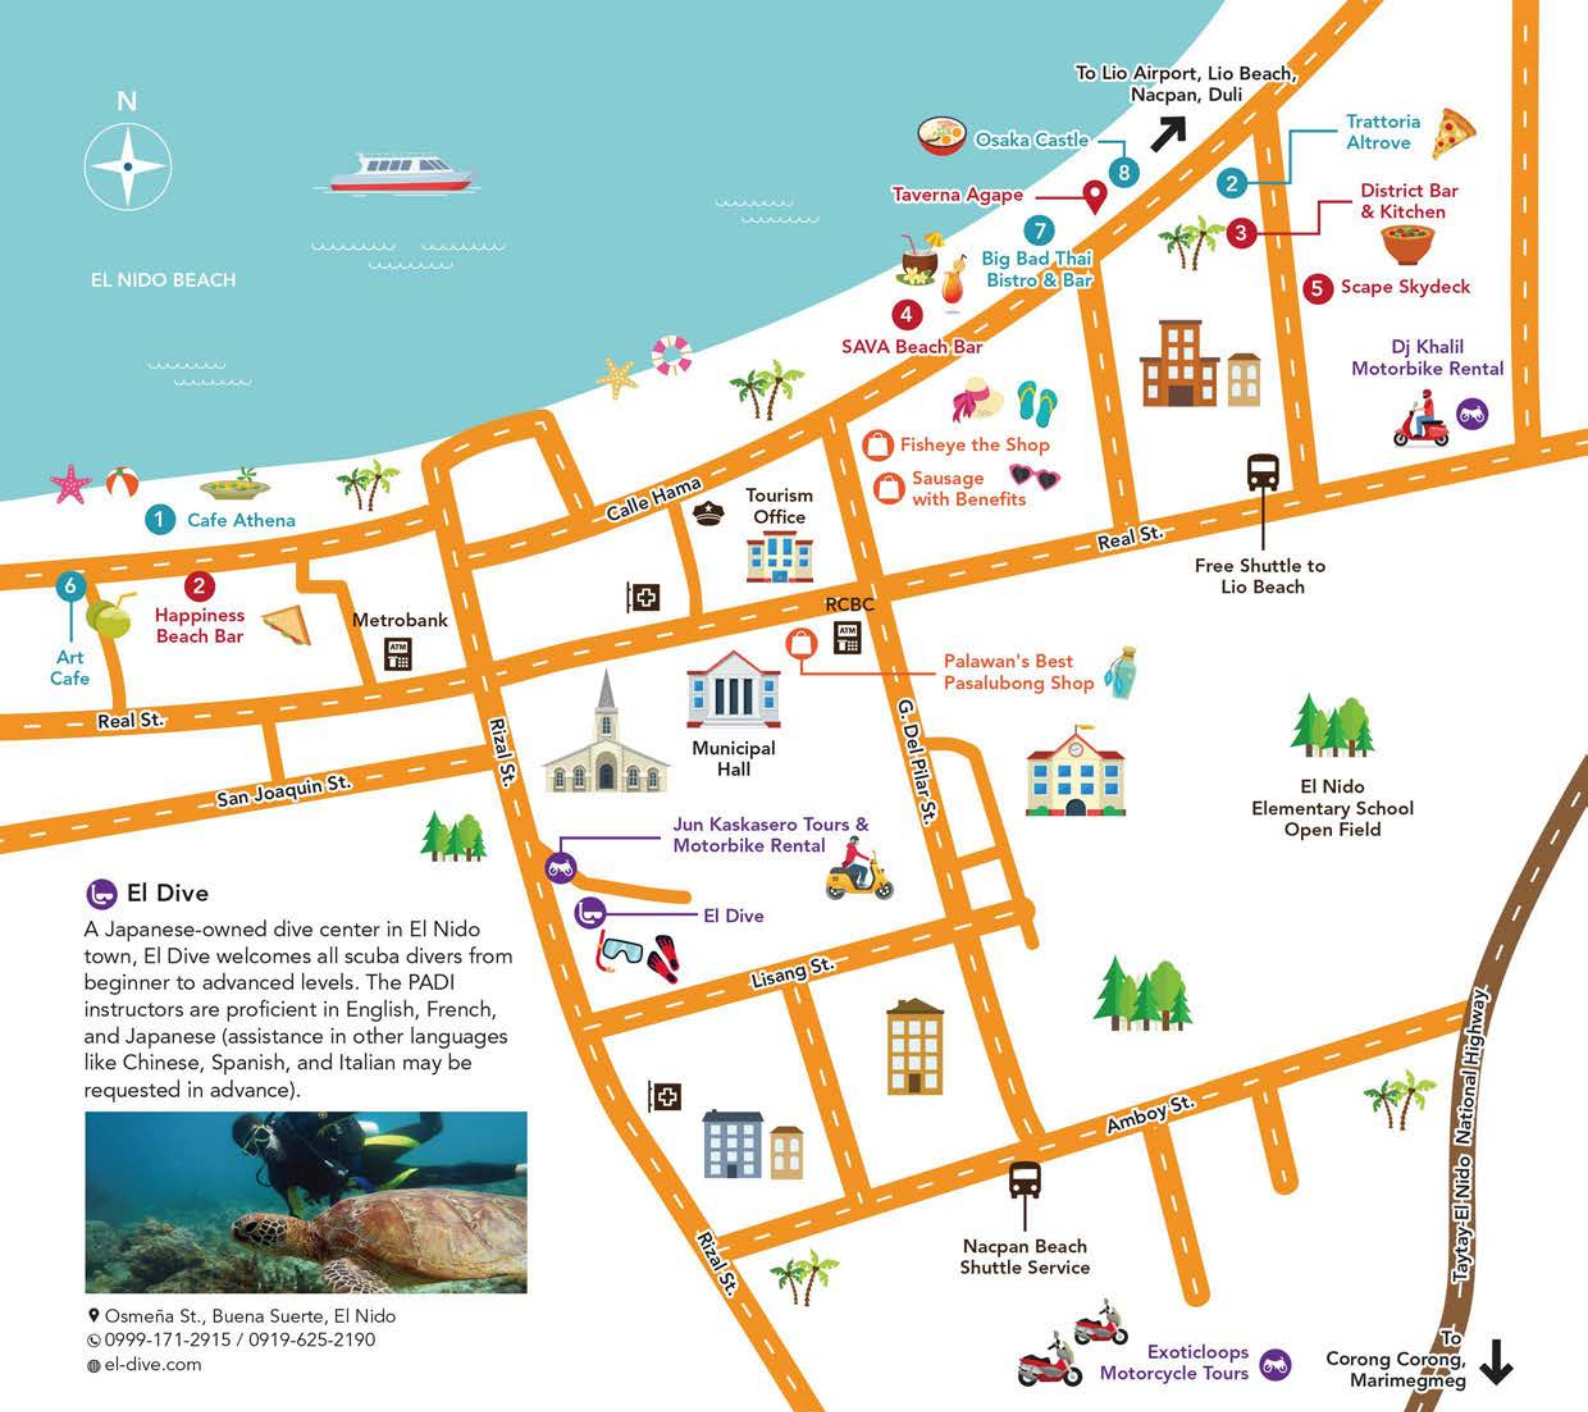 N
EL NIDO BEACH
To Lio Airport, Lio Beach,
Nacpan, Duli
Osaka Castle
8
Taverna Agape
7
Big Bad Thai
Bistro & Bar
4
SAVA Beach Bar
2
Trattoria
Altrove
3
District Bar
& Kitchen
5 Scape Skydeck
Dj Khalil
Motorbike Rental
Fisheye the Shop
Sausage
with Benefits
Calle Hama
Tourism
Office
1 Cafe Athena
6
Art
Cafe
2
Happiness
Beach Bar
Metrobank
ATM
RCBC
ATM
Real St.
Free Shuttle to
Lio Beach
Palawan's Best
Pasalubong Shop
Real St.
San Joaquin St.
Rizal St.
Municipal
Hall
G. Del Pilar St.
El Nido
Elementary School
Open Field
Jun Kaskasero Tours &
Motorbike Rental
El Dive
Lisang St.
Amboy St.
Rizal St.
Nacpan Beach
Shuttle Service
Taytay-El Nido National Highway
Exoticloops
Motorcycle Tours
To
Corong Corong,
Marimegmeg
El Dive
A Japanese-owned dive center in El Nido
town, El Dive welcomes all scuba divers from
beginner to advanced levels. The PADI
instructors are proficient in English, French,
and Japanese (assistance in other languages
like Chinese, Spanish, and Italian may be
requested in advance).
Osmeña St., Buena Suerte, El Nido
0999-171-2915 / 0919-625-2190
el-dive.com